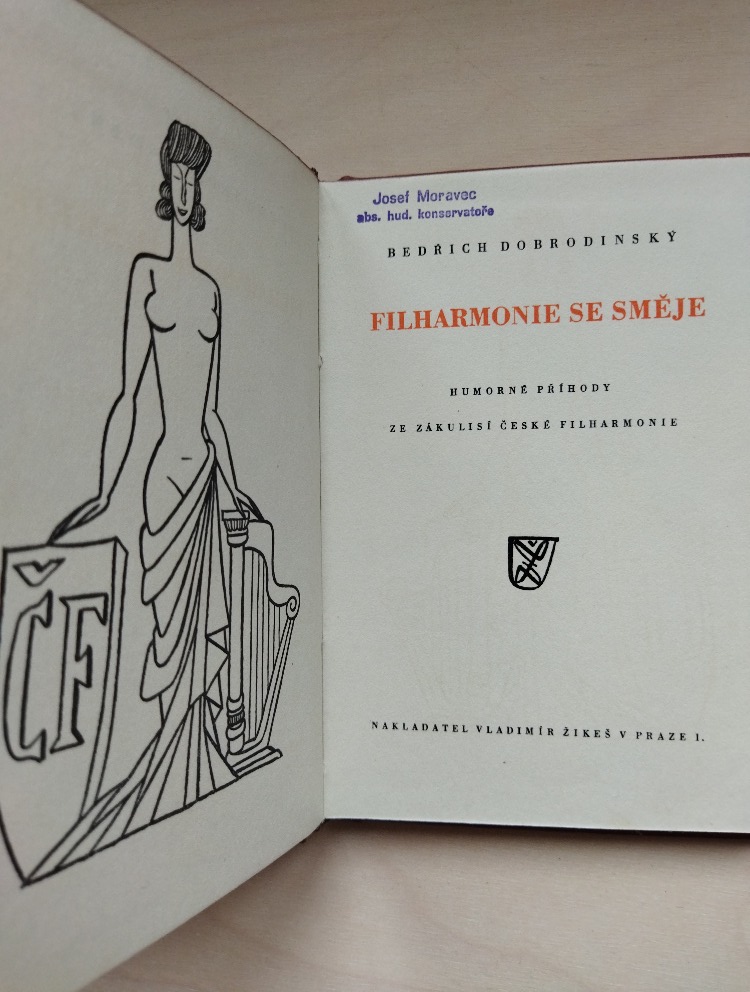 ČF
Josef Moravec
abs. hud. konservatoře
BEDŘICH DOBRODINSKÝ
FILHARMONIE SE SMĚJE
HUMORNÉ PŘÍHODY
ZE ZÁKULISÍ ČESKÉ FILHARMONIE
NAKLADATEL VLADIMÍR ŽIKEŠ V PRAZE I.